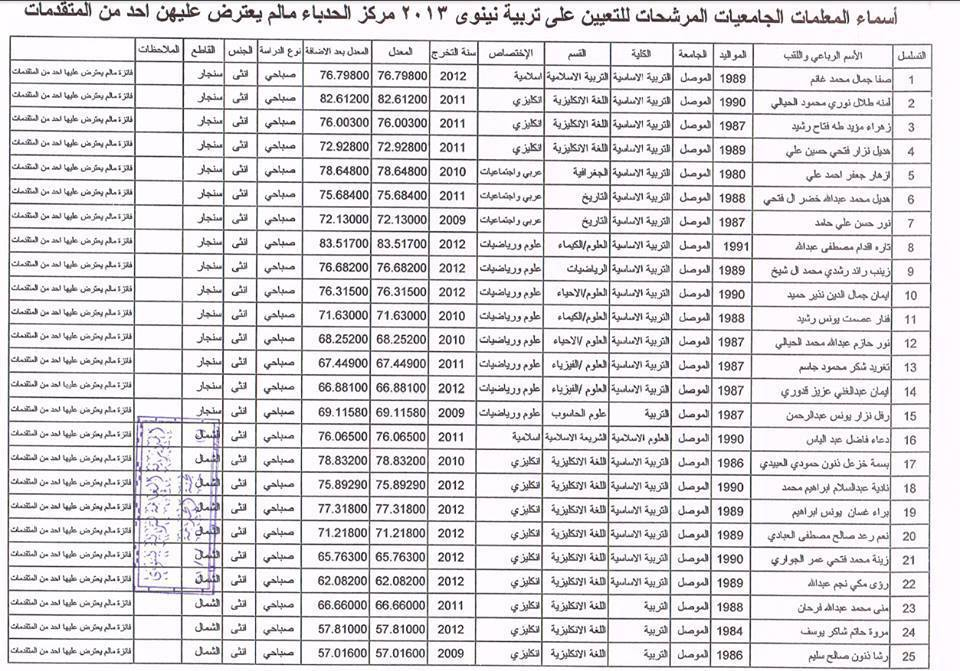 أسماء المعلمات الجامعيات المرشحات للتعيين على تربية نينوى ٢٠١٣ مركز الحدباء مالم يعترض عليهن احد من المتقدمات
التسلسل الأسم الرباعي واللقب المواليد الجامعة الكلية القسم الإختصاص سنة التخرج المعدل المعدل بعد الاضافة نوع الدراسة الجنس القاطع الملاحظات
1 صفا جمال محمد غانم 1989 الموصل التربية الاساسية التربية الاسلامية اسلامية 2012 76.79800 76.79800 صباحي انثى سنجار فائزة مالم يعترض عليها احد من المتقدمات
2 امنه طلال نوري محمود الحيالي 1990 الموصل التربية الاساسية اللغة الانكليزية انكليزي 2011 82.61200 82.61200 صباحي انثى سنجار فائزة مالم يعترض عليها احد من المتقدمات
3 زهراء مؤيد طه فتاح رشيد 1987 الموصل التربية الاساسية اللغة الانكليزية انكليزي 2011 76.00300 76.00300 صباحي انثى سنجار فائزة مالم يعترض عليها احد من المتقدمات
4 هديل نزار فتحي حسين علي 1989 الموصل التربية الاساسية اللغة الانكليزية انكليزي 2011 72.92800 72.92800 صباحي انثى سنجار فائزة مالم يعترض عليها احد من المتقدمات
5 ازهار جعفر احمد علي 1980 الموصل التربية الاساسية الجغرافية عربي واجتماعيات 2010 78.64800 78.64800 صباحي انثى سنجار فائزة مالم يعترض عليها احد من المتقدمات
6 هديل محمد عبدالله خضر ال فتحي 1988 الموصل التربية الاساسية التاريخ عربي واجتماعيات 2011 75.68400 75.68400 صباحي انثى سنجار فائزة مالم يعترض عليها احد من المتقدمات
7 نور حسن علي حامد 1987 الموصل التربية الاساسية التاريخ عربي واجتماعيات 2009 72.13000 72.13000 صباحي انثى سنجار فائزة مالم يعترض عليها احد من المتقدمات
8 تاره اقدام مصطفى عبدالله 1991 الموصل التربية الاساسية العلوم/الكيماء علوم ورياضيات 2012 83.51700 83.51700 صباحي انثى سنجار فائزة مالم يعترض عليها احد من المتقدمات
9 زينب رائد رشدي محمد ال شيخ 1989 الموصل التربية الاساسية الرياضيات علوم ورياضيات 2012 76.68200 76.68200 صباحي انثى سنجار فائزة مالم يعترض عليها احد من المتقدمات
10 ايمان جمال الدين نذير حميد 1990 الموصل التربية الاساسية العلوم/الاحياء علوم ورياضيات 2012 76.31500 76.31500 صباحي انثى سنجار فائزة مالم يعترض عليها احد من المتقدمات
11 فنار عصمت يونس رشيد 1988 الموصل التربية الاساسية العلوم/الكيماء علوم ورياضيات 2010 71.63000 71.63000 صباحي انثى سنجار فائزة مالم يعترض عليها احد من المتقدمات
12 نور حازم عبدالله محمد الحيالي 1987 الموصل التربية الاساسية العلوم /الاحياء علوم ورياضيات 2010 68.25200 68.25200 صباحي انثى سنجار فائزة مالم يعترض عليها احد من المتقدمات
13 تغريد شكر محمود جاسم 1987 الموصل التربية الاساسية العلوم /الفيزياء علوم ورياضيات 2011 67.44900 67.44900 صباحي انثى سنجار فائزة مالم يعترض عليها احد من المتقدمات
14 ايمان عبدالغني عزيز قدوري 1987 الموصل التربية الاساسية العلوم /الفيزياء علوم ورياضيات 2012 66.88100 66.88100 صباحي انثى سنجار فائزة مالم يعترض عليها احد من المتقدمات
15 رفل نزار يونس عبدالرحمن 1987 الموصل التربية علوم الحاسوب علوم ورياضيات 2009 69.11580 69.11580 صباحي انثى سنجار فائزة مالم يعترض عليها احد من المتقدمات
16 دعاء فاضل عبد الياس 1990 الموصل العلوم الاسلامية الشريعة الاسلامية اسلامية 2011 76.06500 76.06500 صباحي انثى الشمال فائزة مالم يعترض عليها احد من المتقدمات
17 بسمة خزعل ذنون حمودي العبيدي 1986 الموصل التربية الاساسية اللغة الانكليزية انكليزي 2010 78.83200 78.83200 صباحي انثى الشمال فائزة مالم يعترض عليها احد من المتقدمات
18 نادية عبدالسلام ابراهيم محمد 1990 الموصل التربية الاساسية اللغة الانكليزية انكليزي 2012 75.89290 75.89290 صباحي انثى الشمال فائزة مالم يعترض عليها احد من المتقدمات
19 براء غسان يونس ابراهيم 1989 الموصل التربية الاساسية اللغة الانكليزية انكليزي 2012 77.31800 77.31800 صباحي انثى الشمال فائزة مالم يعترض عليها احد من المتقدمات
20 نعم رعد صالح مصطفى العبادي 1989 الموصل التربية الاساسية اللغة الانكليزية انكليزي 2012 71.21800 71.21800 صباحي انثى الشمال فائزة مالم يعترض عليها احد من المتقدمات
21 زينة محمد فتحي عمر الجواري 1990 الموصل التربية الاساسية اللغة الانكليزية انكليزي 2012 65.76300 65.76300 صباحي انثى الشمال فائزة مالم يعترض عليها احد من المتقدمات
22 رؤى مكي نجم عبدالله 1989 الموصل التربية الاساسية اللغة الانكليزية انكليزي 2012 62.08200 62.08200 صباحي انثى الشمال فائزة مالم يعترض عليها احد من المتقدمات
23 منى محمد عبدالله فرحان 1988 الموصل التربية اللغة الانكليزية انكليزي 2011 66.66000 66.66000 صباحي انثى الشمال فائزة مالم يعترض عليها احد من المتقدمات
24 مروة حاتم شاكر يوسف 1984 الموصل التربية اللغة الانكليزية انكليزي 2012 57.81000 57.81000 صباحي انثى الشمال فائزة مالم يعترض عليها احد من المتقدمات
25 رشا ذنون صالح سليم 1986 الموصل التربية اللغة الانكليزية انكليزي 2009 57.01600 57.01600 صباحي انثى الشمال فائزة مالم يعترض عليها احد من المتقدمات